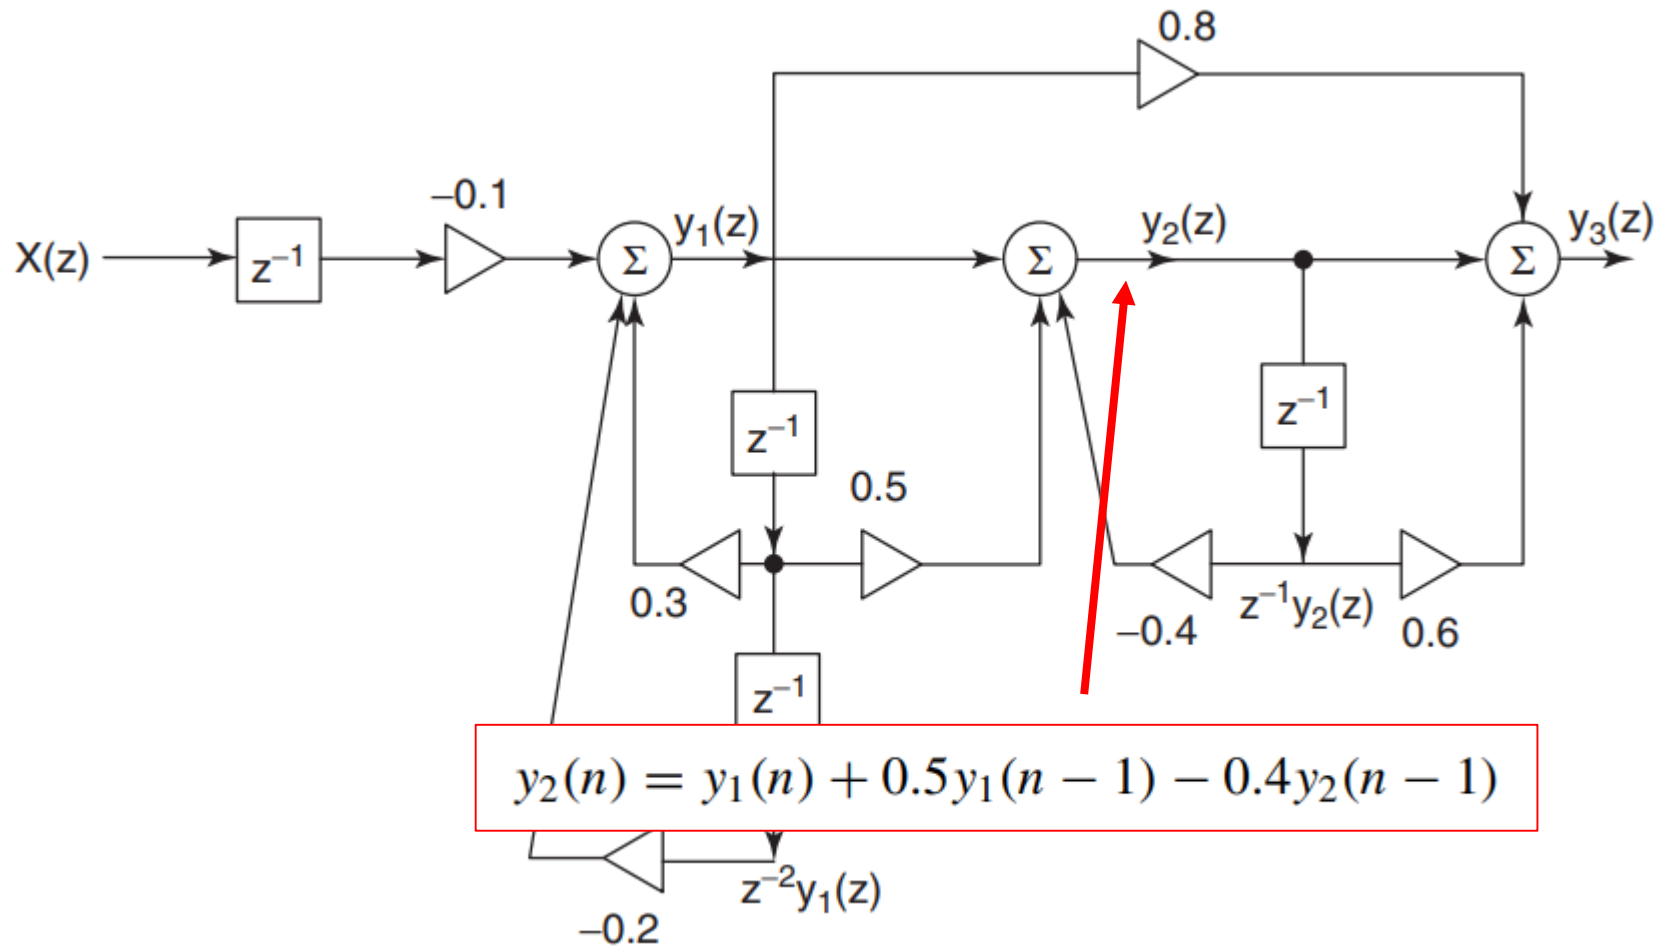 0.8
−0.1
X(z)
z⁻¹
Σ
y₁(z)
Σ
y₂(z)
Σ
y₃(z)
z⁻¹
z⁻¹
0.5
0.3
−0.4
z⁻¹y₂(z)
0.6
z⁻¹
y₂(n) = y₁(n) + 0.5y₁(n − 1) − 0.4y₂(n − 1)
z⁻²y₁(z)
−0.2